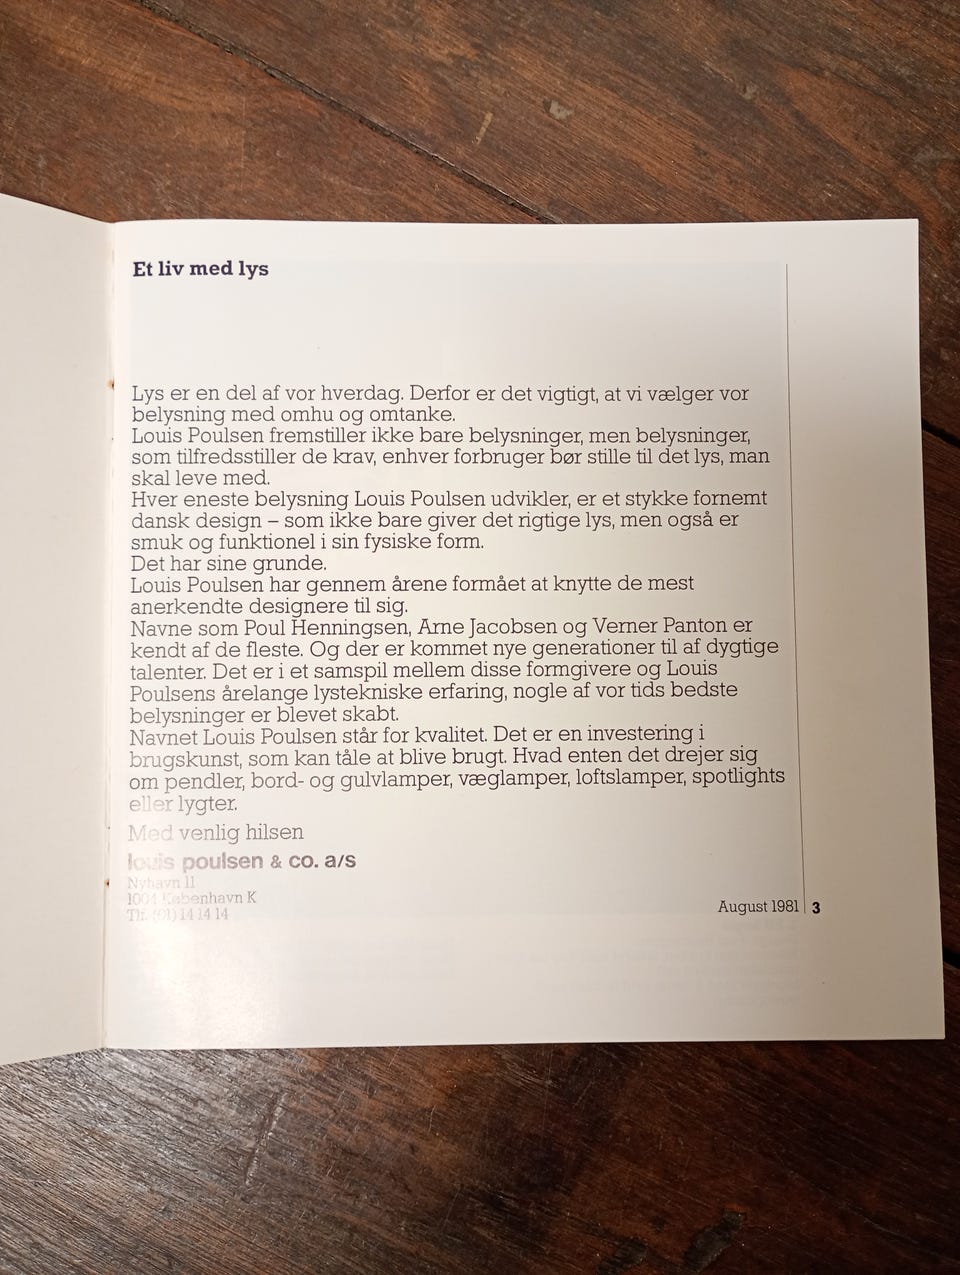 Et liv med lys
Lys er en del af vor hverdag. Derfor er det vigtigt, at vi vælger vor
belysning med omhu og omtanke.
Louis Poulsen fremstiller ikke bare belysninger, men belysninger,
som tilfredsstiller de krav, enhver forbruger bør stille til det lys, man
skal leve med.
Hver eneste belysning Louis Poulsen udvikler, er et stykke fornemt
dansk design – som ikke bare giver det rigtige lys, men også er
smuk og funktionel i sin fysiske form.
Det har sine grunde.
Louis Poulsen har gennem årene formået at knytte de mest
anerkendte designere til sig.
Navne som Poul Henningsen, Arne Jacobsen og Verner Panton er
kendt af de fleste. Og der er kommet nye generationer til af dygtige
talenter. Det er i et samspil mellem disse formgivere og Louis
Poulsens årelange lystekniske erfaring, nogle af vor tids bedste
belysninger er blevet skabt.
Navnet Louis Poulsen står for kvalitet. Det er en investering i
brugskunst, som kan tåle at blive brugt. Hvad enten det drejer sig
om pendler, bord- og gulvlamper, væglamper, loftslamper, spotlights
eller lygter.
Med venlig hilsen
louis poulsen & co. a/s
Nyhavn 11
1004 København K
Tlf. (01) 14 14 14
August 1981 3